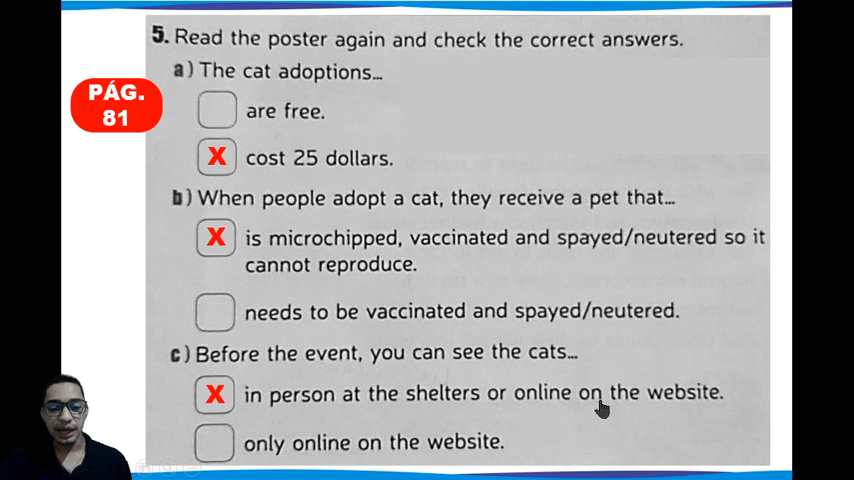 5. Read the poster again and check the correct answers.
a) The cat adoptions...
PÁG.
81
are free.
X cost 25 dollars.
b) When people adopt a cat, they receive a pet that...
X is microchipped, vaccinated and spayed/neutered so it
cannot reproduce.
needs to be vaccinated and spayed/neutered.
c) Before the event, you can see the cats...
X in person at the shelters or online on the website.
only online on the website.